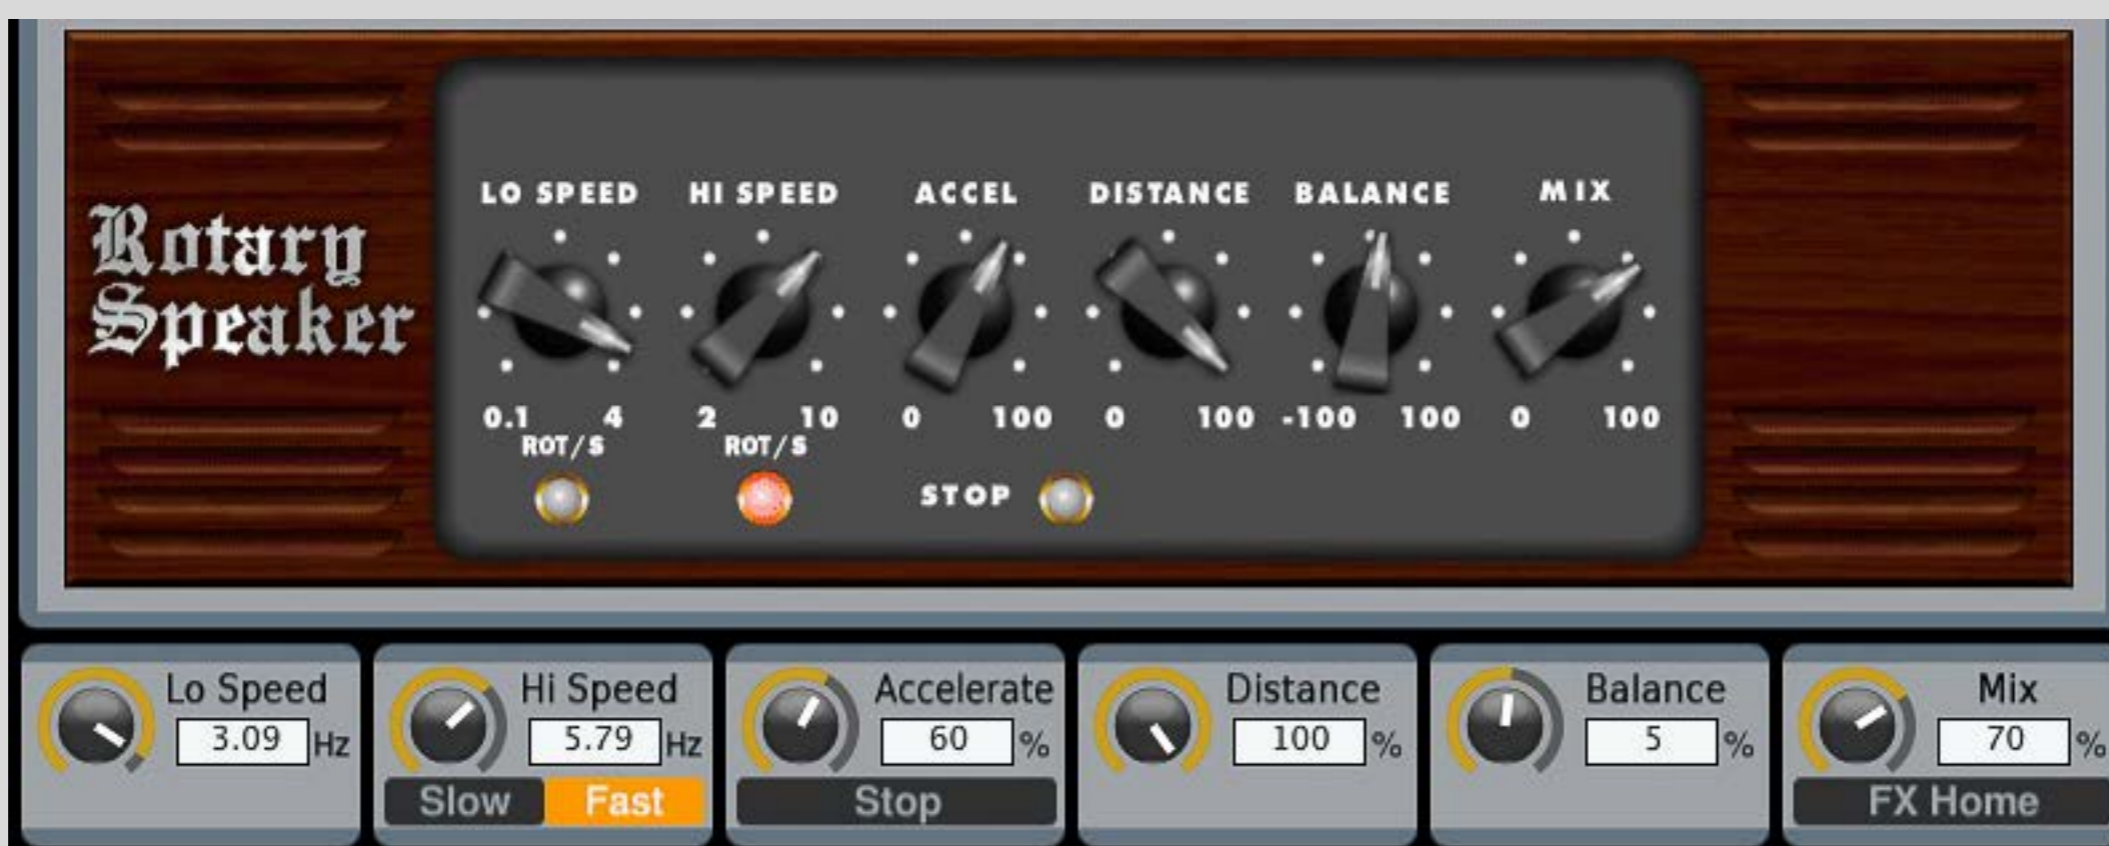 Rotary
Speaker
LO SPEED HI SPEED ACCEL DISTANCE BALANCE MIX
0.1 4 2 10 0 100 0 100 -100 100 0 100
ROT/S ROT/S
STOP
Lo Speed Hi Speed Accelerate Distance Balance Mix
3.09 Hz 5.79 Hz 60 % 100 % 5 % 70 %
Slow Fast Stop FX Home